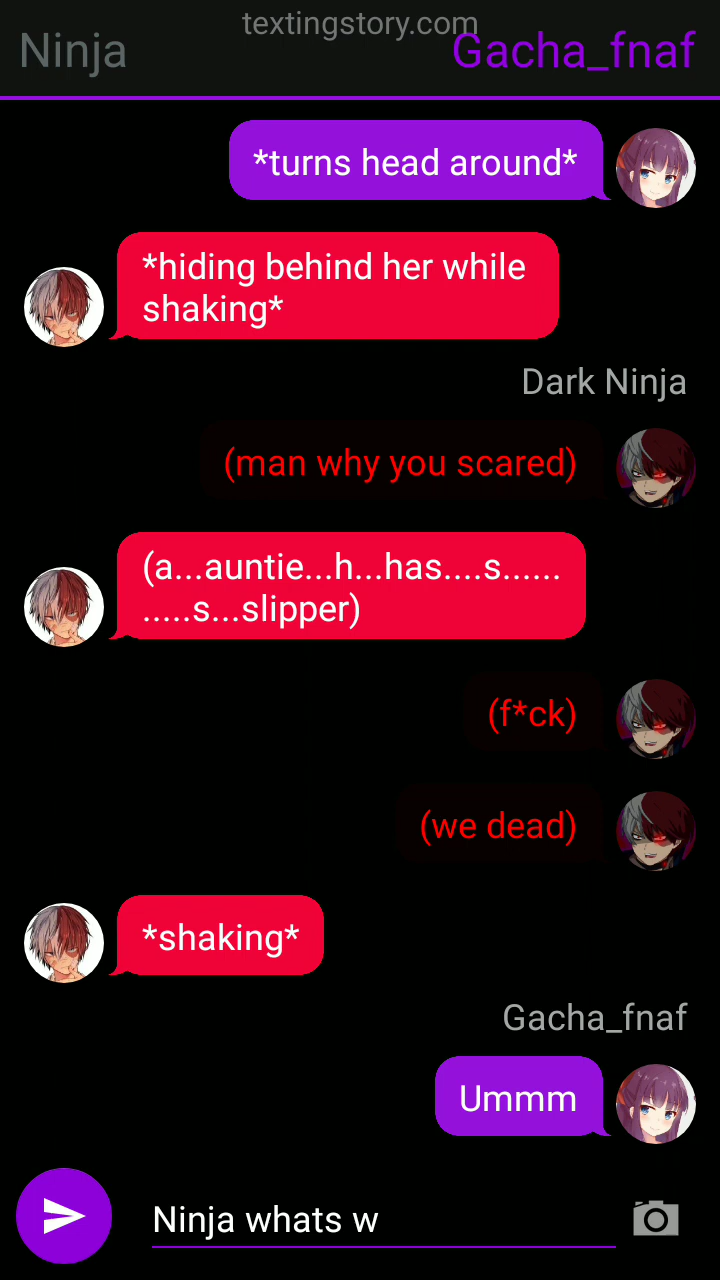 textingstory.com
Ninja
Gacha_fnaf
*turns head around*
*hiding behind her while
shaking*
Dark Ninja
(man why you scared)
(a...auntie...h...has....s......
.....s...slipper)
(f*ck)
(we dead)
*shaking*
Gacha_fnaf
Ummm
Ninja whats w